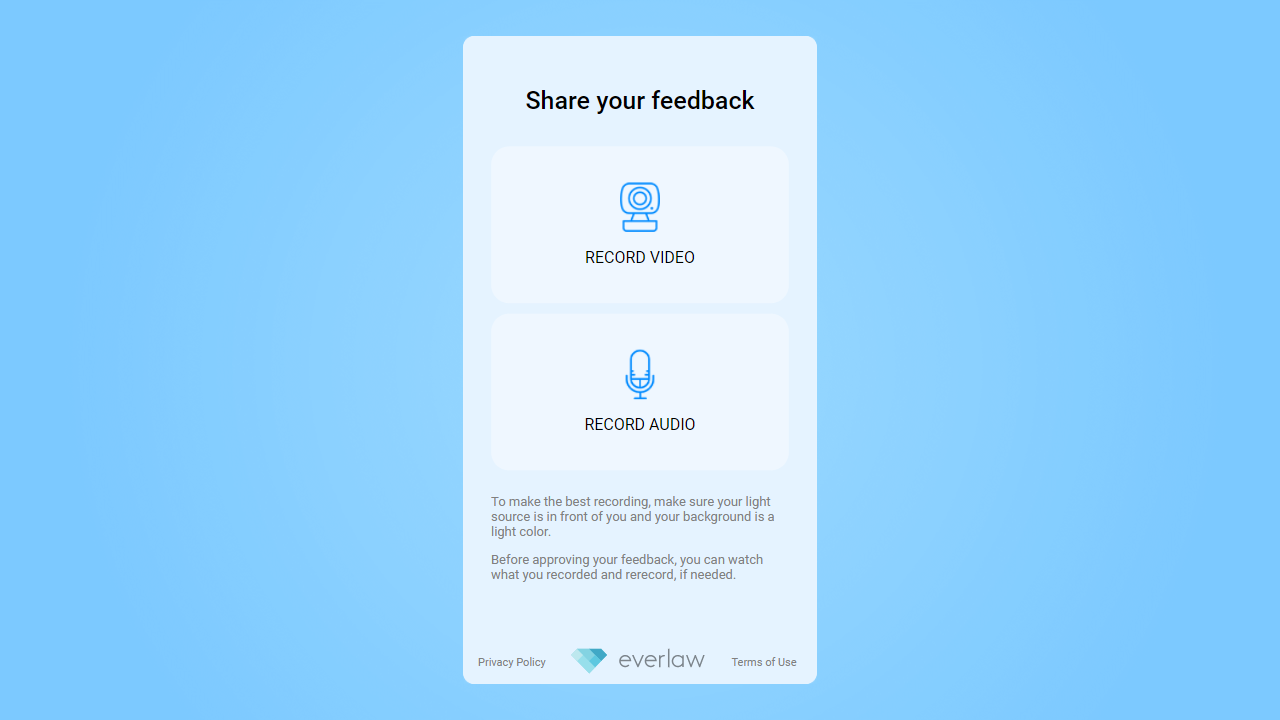 Share your feedback
RECORD VIDEO
RECORD AUDIO
To make the best recording, make sure your light
source is in front of you and your background is a
light color.
Before approving your feedback, you can watch
what you recorded and rerecord, if needed.
Privacy Policy
everlaw
Terms of Use